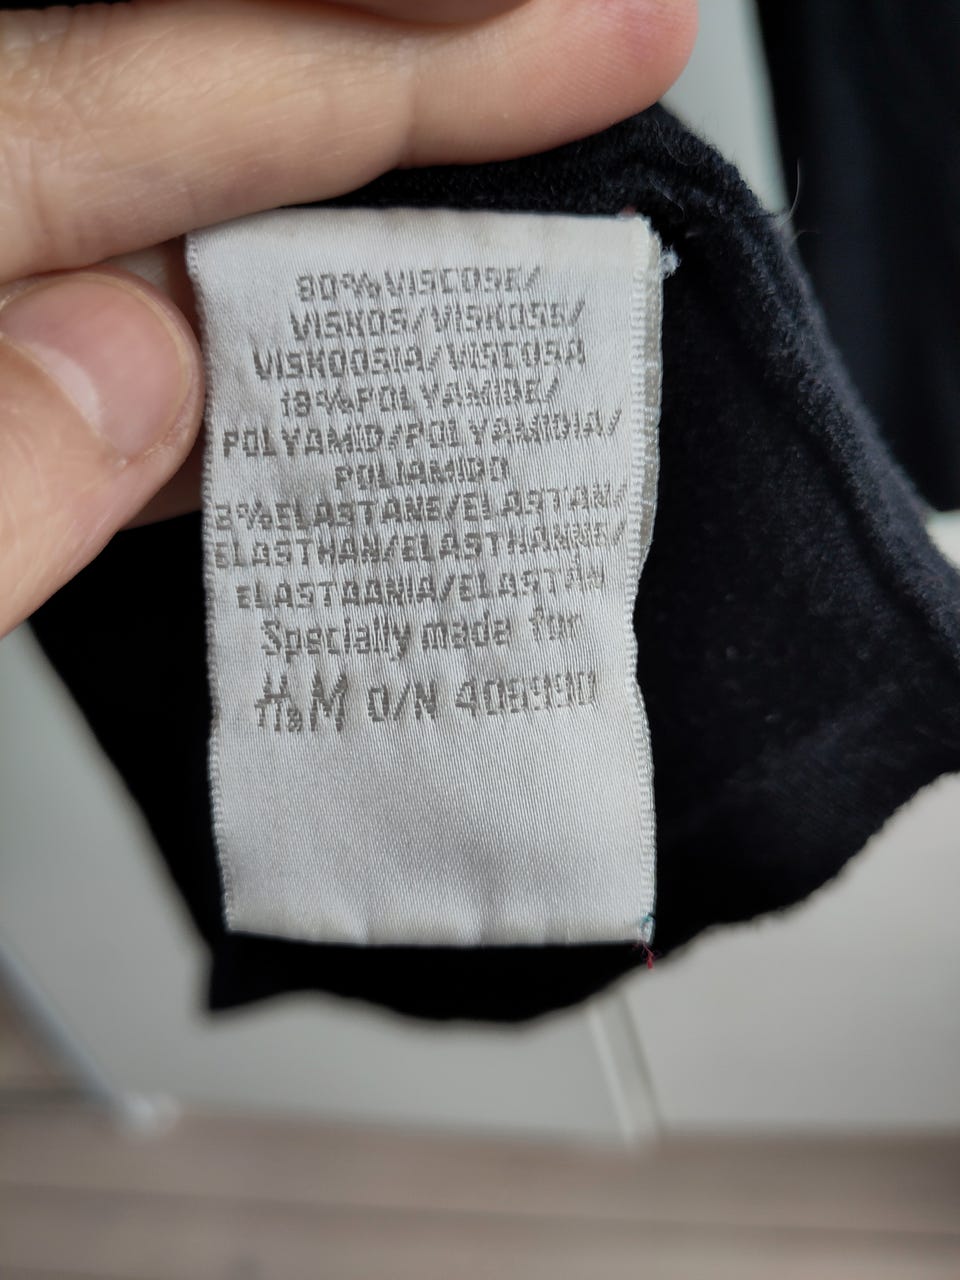 80% VISCOSE/
VISKOS/VISKOSE/
VISKOOSIA/VISCOSA
18% POLYAMIDE/
POLYAMID/POLYAMIDIA/
POLIAMIDO
2% ELASTANE/ELASTAN/
ELASTHAN/ELASTHANNE/
ELASTAANIA/ELASTÁN
Specially made for
H&M O/N